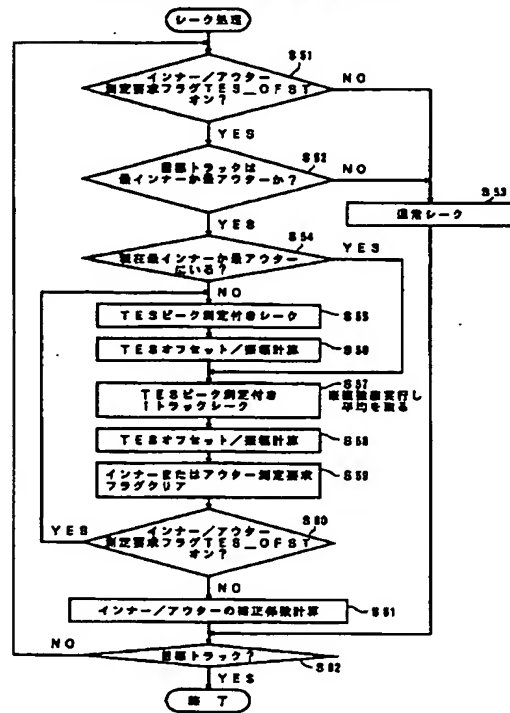 シーク処理
S51
インナー/アウター
測定要求フラグTES_OFST
オン?
NO
YES
S52
目標トラックは
最インナーか最アウターか?
NO
YES
S53
通常シーク
S54
現在最インナーか最アウター
にいる?
YES
NO
TESピーク測定付きシーク
S55
TESオフセット/振幅計算
S56
TESピーク測定付き
1トラックシーク
S57
平均を取る
TESオフセット/振幅計算
S58
インナーまたはアウター測定要求
フラグクリア
S59
インナー/アウター
測定要求フラグTES_OFST
オン?
S60
YES
NO
インナー/アウターの補正係数計算
S61
NO
目標トラック?
S62
YES
終了